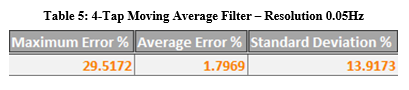 Table 5: 4-Tap Moving Average Filter – Resolution 0.05Hz
Maximum Error % Average Error % Standard Deviation %
29.5172 1.7969 13.9173